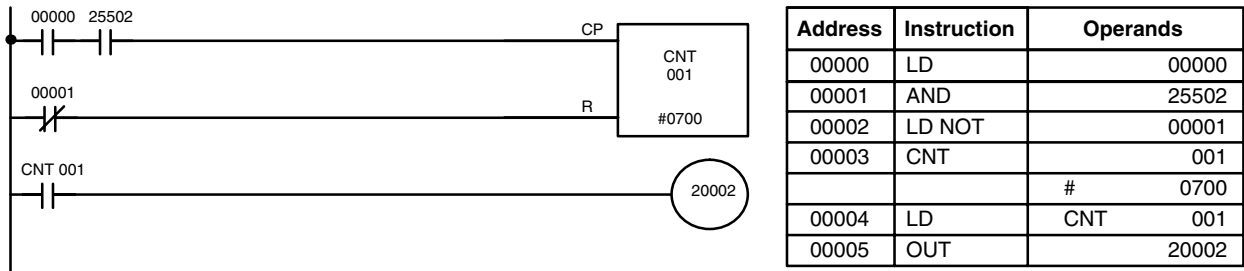 00000 25502
CP
CNT
001
00001
R
#0700
CNT 001
20002
Address Instruction Operands
00000 LD 00000
00001 AND 25502
00002 LD NOT 00001
00003 CNT 001
# 0700
00004 LD CNT 001
00005 OUT 20002